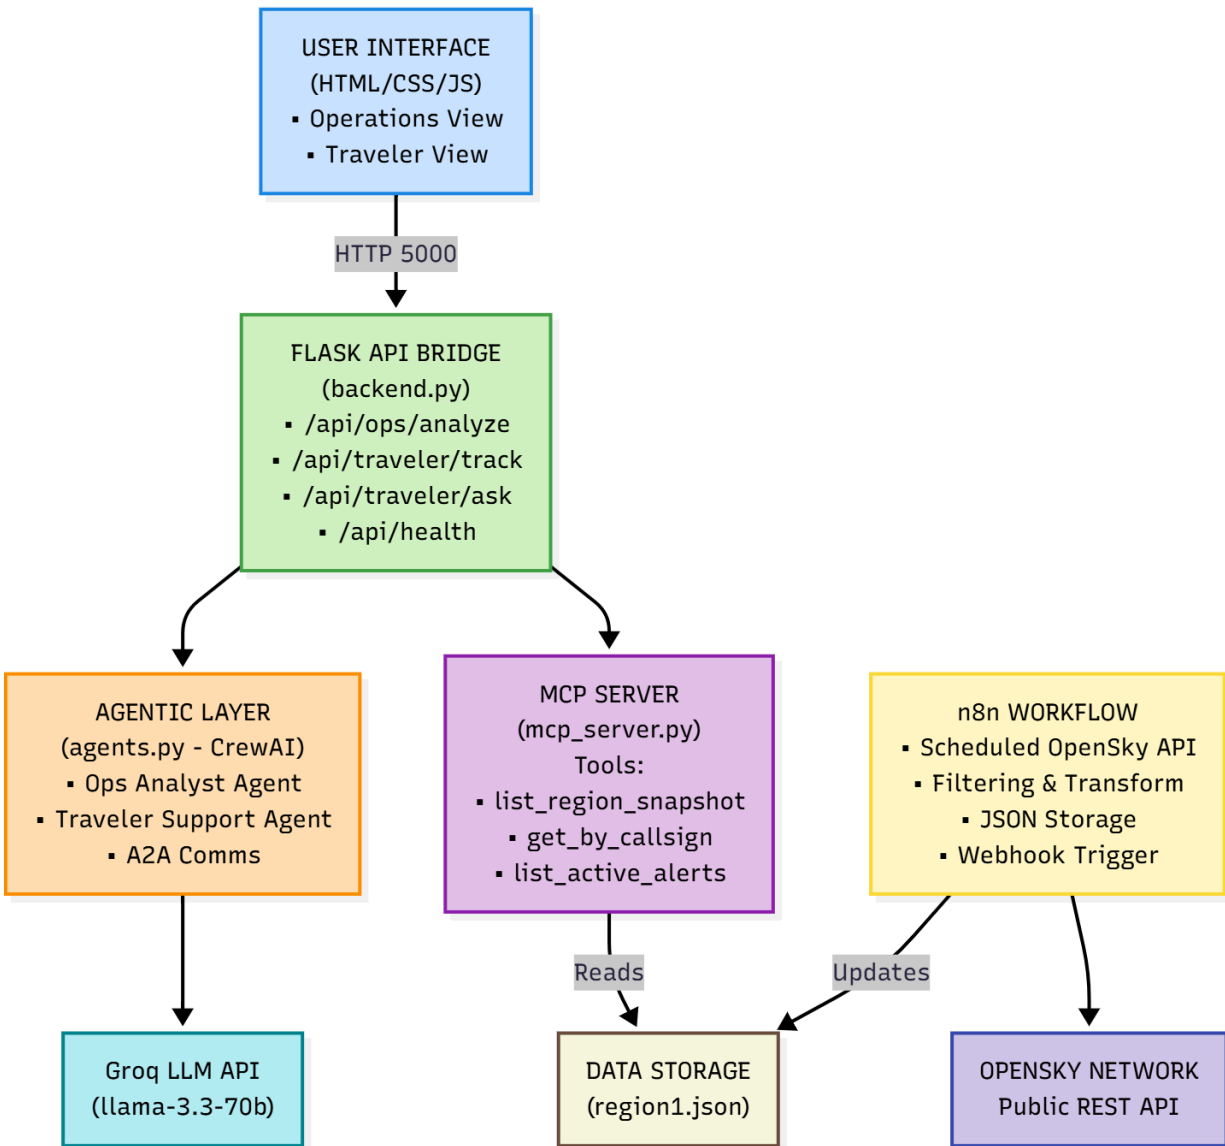 USER INTERFACE
(HTML/CSS/JS)
▪ Operations View
▪ Traveler View
HTTP 5000
FLASK API BRIDGE
(backend.py)
▪ /api/ops/analyze
▪ /api/traveler/track
▪ /api/traveler/ask
▪ /api/health
AGENTIC LAYER
(agents.py - CrewAI)
▪ Ops Analyst Agent
▪ Traveler Support Agent
▪ A2A Comms
MCP SERVER
(mcp_server.py)
Tools:
▪ list_region_snapshot
▪ get_by_callsign
▪ list_active_alerts
n8n WORKFLOW
▪ Scheduled OpenSky API
▪ Filtering & Transform
▪ JSON Storage
▪ Webhook Trigger
Reads
Updates
Groq LLM API
(llama-3.3-70b)
DATA STORAGE
(region1.json)
OPENSKY NETWORK
Public REST API